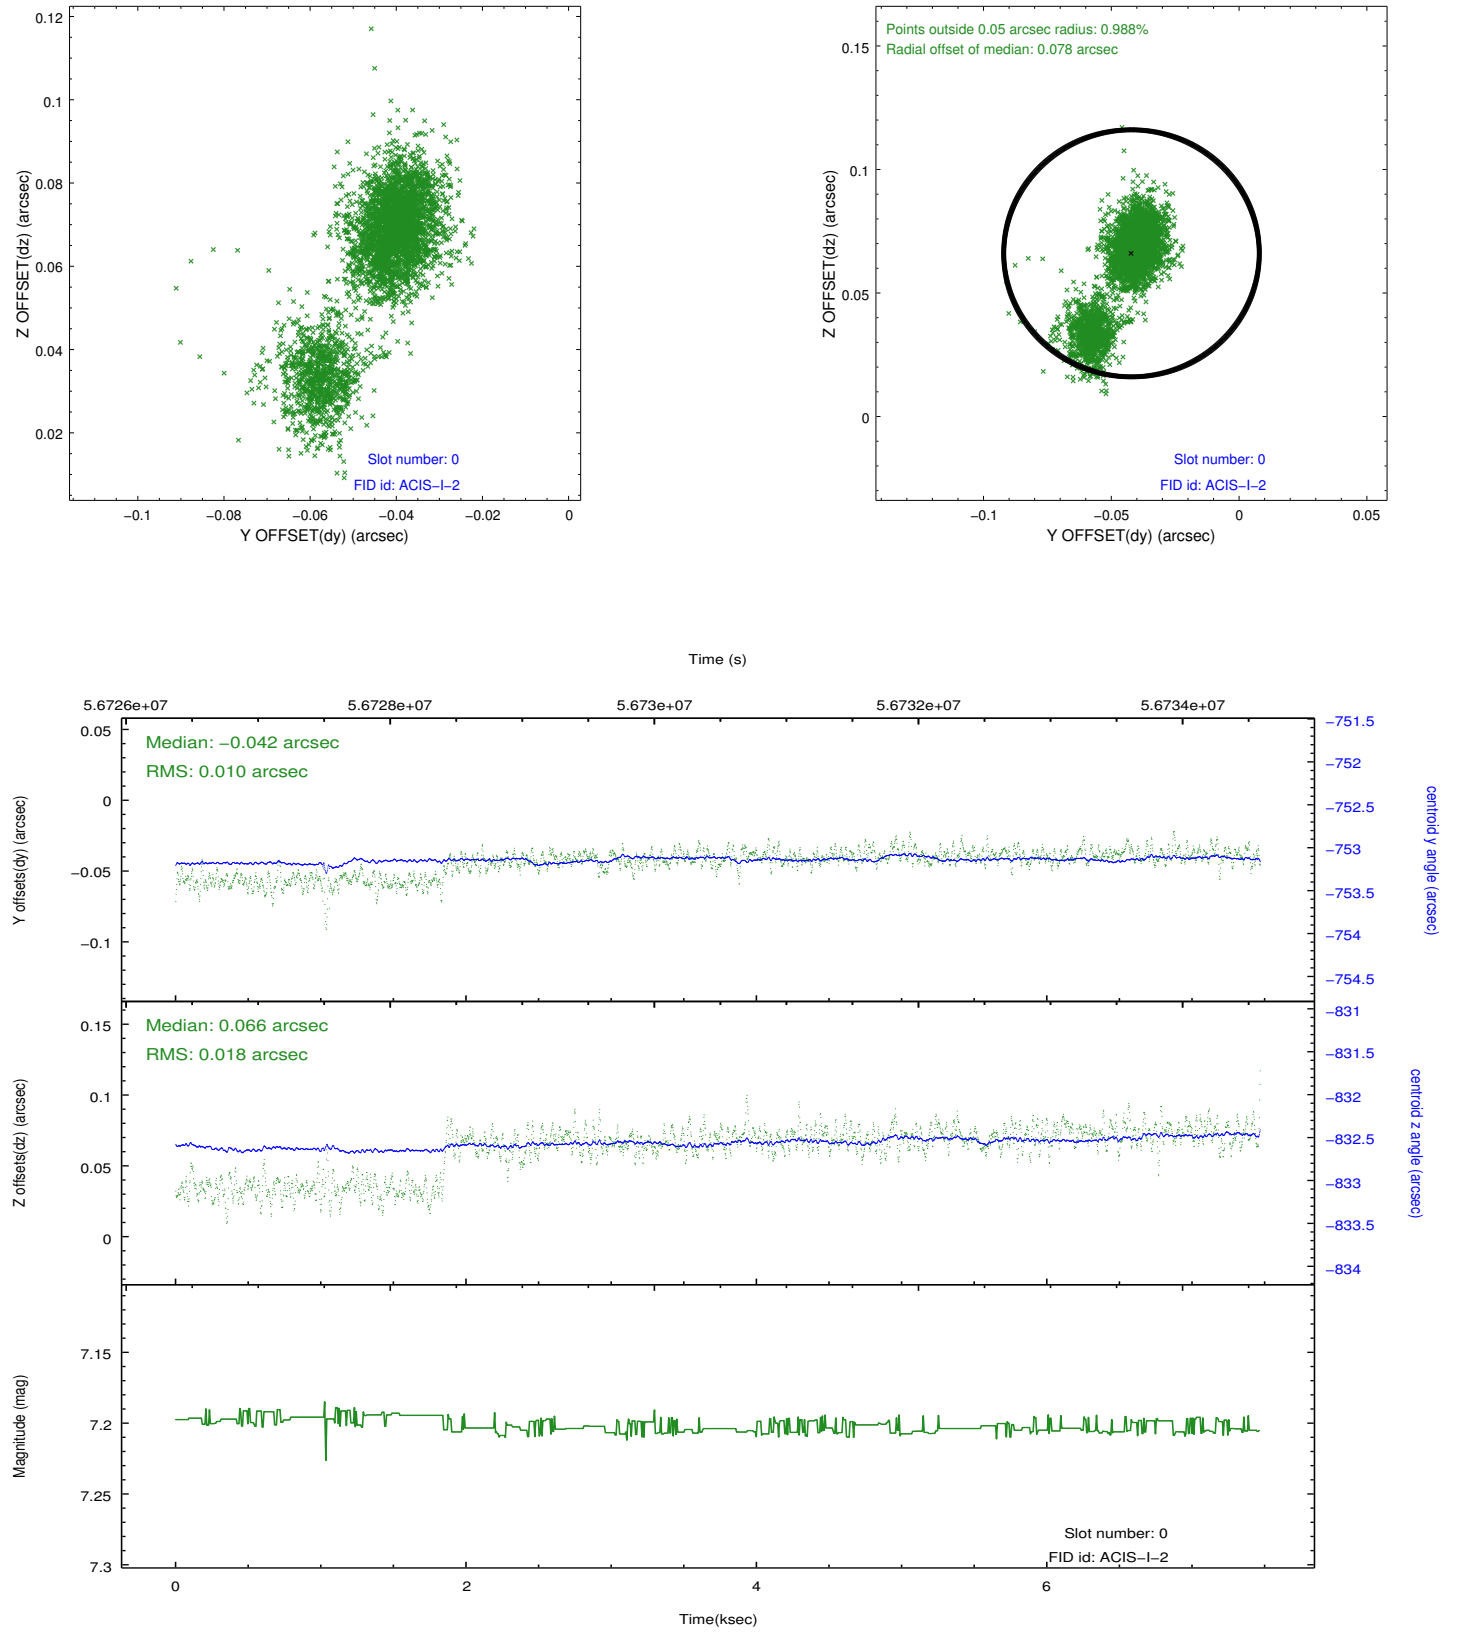 0.12
0.1
0.08
0.06
0.04
0.02
Z OFFSET(dz) (arcsec)
Slot number: 0
FID id: ACIS−I−2
−0.1
−0.08
−0.06
−0.04
−0.02
0
Y OFFSET(dy) (arcsec)
Points outside 0.05 arcsec radius: 0.988%
Radial offset of median: 0.078 arcsec
0.15
0.1
0.05
0
Z OFFSET(dz) (arcsec)
Slot number: 0
FID id: ACIS−I−2
−0.1
−0.05
0
0.05
Y OFFSET(dy) (arcsec)
Time (s)
5.6726e+07
5.6728e+07
5.673e+07
5.6732e+07
5.6734e+07
Median: −0.042 arcsec
RMS: 0.010 arcsec
0.05
0
−0.05
−0.1
Y offsets(dy) (arcsec)
−751.5
−752
−752.5
−753
−753.5
−754
−754.5
centroid y angle (arcsec)
Median: 0.066 arcsec
RMS: 0.018 arcsec
0.15
0.1
0.05
0
Z offsets(dz) (arcsec)
−831
−831.5
−832
−832.5
−833
−833.5
−834
centroid z angle (arcsec)
7.15
7.2
7.25
7.3
Magnitude (mag)
Slot number: 0
FID id: ACIS−I−2
0
2
4
6
Time(ksec)